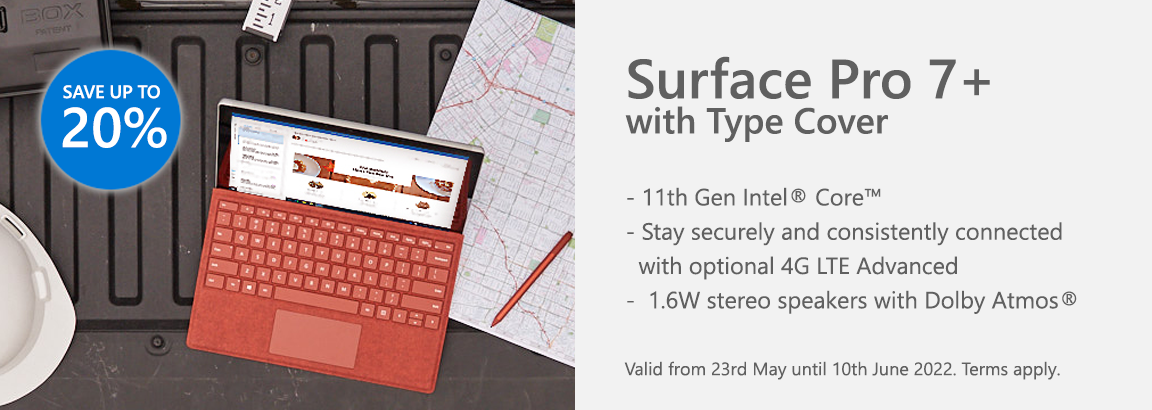 BOX
PATENT
SAVE UP TO
20%
Surface Pro 7+
with Type Cover
- 11th Gen Intel® Core™
- Stay securely and consistently connected
with optional 4G LTE Advanced
- 1.6W stereo speakers with Dolby Atmos®
Valid from 23rd May until 10th June 2022. Terms apply.